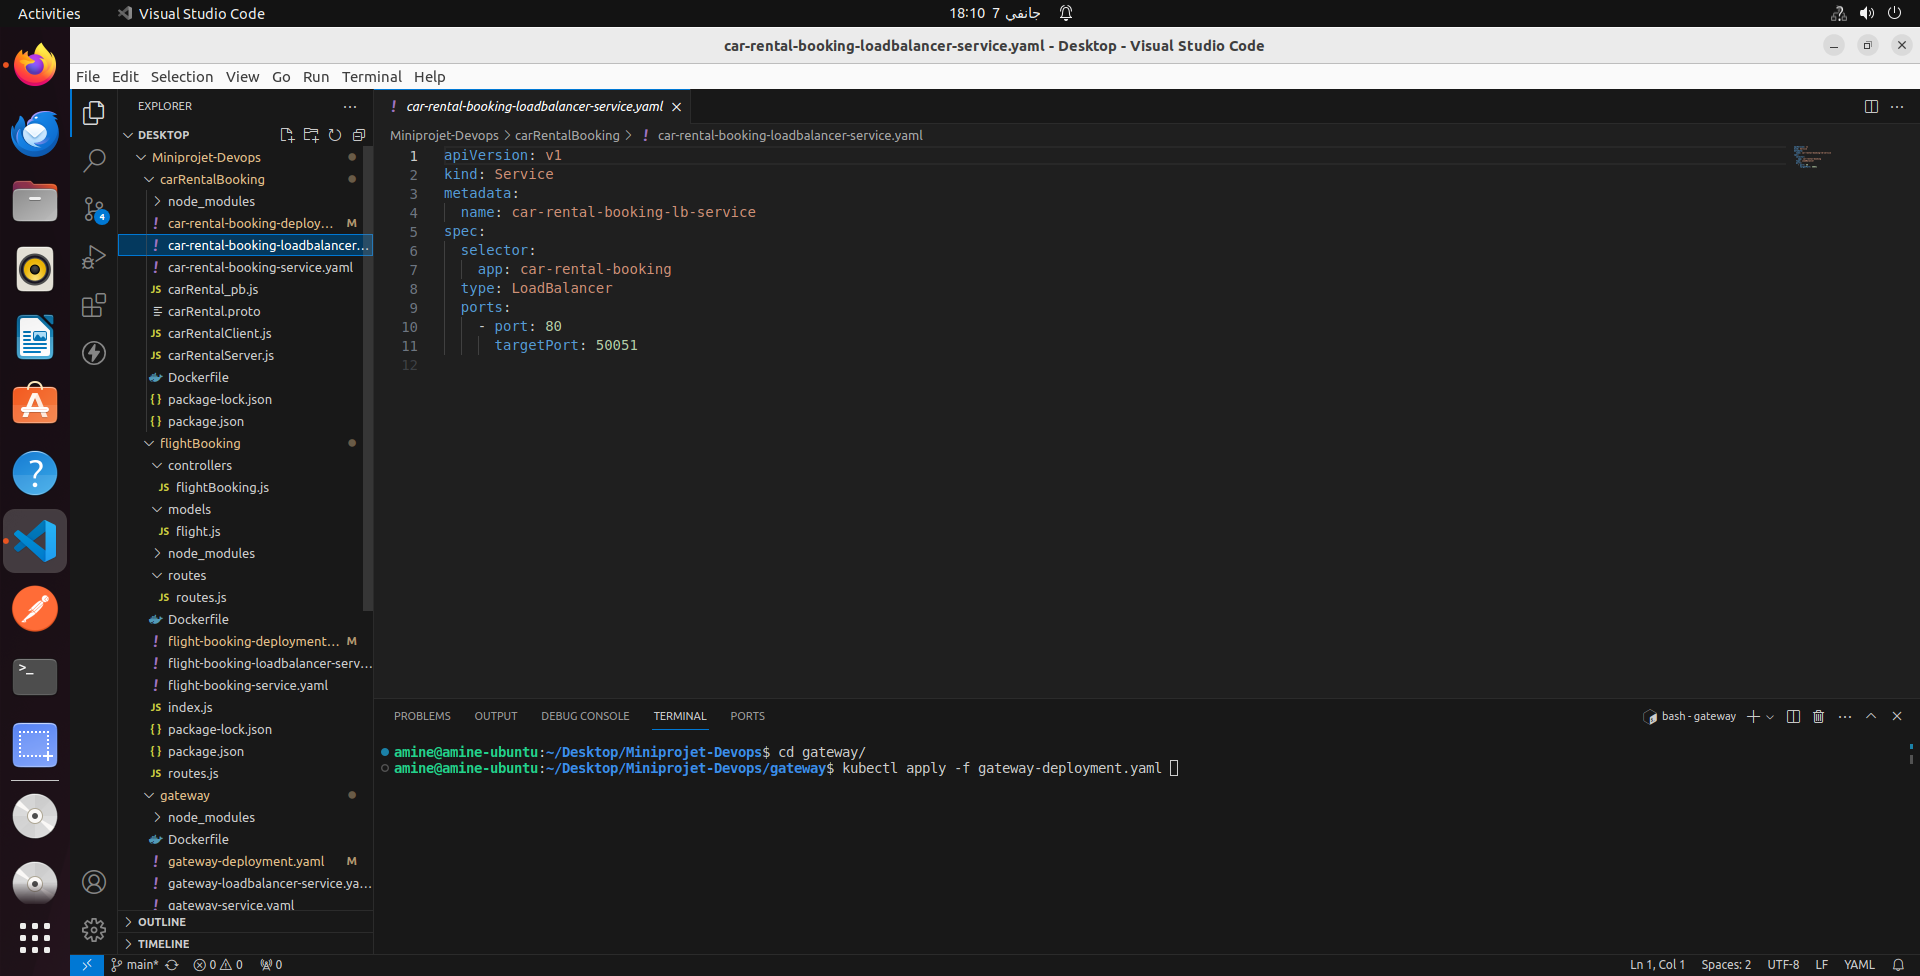 Activities
Visual Studio Code
18:10 7 جانفي
car-rental-booking-loadbalancer-service.yaml - Desktop - Visual Studio Code
File Edit Selection View Go Run Terminal Help
EXPLORER
DESKTOP
Miniprojet-Devops
carRentalBooking
node_modules
! car-rental-booking-deploy... M
! car-rental-booking-loadbalancer...
! car-rental-booking-service.yaml
JS carRental_pb.js
carRental.proto
JS carRentalClient.js
JS carRentalServer.js
Dockerfile
{} package-lock.json
{} package.json
flightBooking
controllers
JS flightBooking.js
models
JS flight.js
node_modules
routes
JS routes.js
Dockerfile
! flight-booking-deployment... M
! flight-booking-loadbalancer-serv...
! flight-booking-service.yaml
JS index.js
{} package-lock.json
{} package.json
JS routes.js
gateway
node_modules
Dockerfile
! gateway-deployment.yaml M
! gateway-loadbalancer-service.ya...
! gateway-service.yaml
OUTLINE
TIMELINE
4
! car-rental-booking-loadbalancer-service.yaml
Miniprojet-Devops > carRentalBooking > ! car-rental-booking-loadbalancer-service.yaml
1 apiVersion: v1
2 kind: Service
3 metadata:
4   name: car-rental-booking-lb-service
5 spec:
6   selector:
7     app: car-rental-booking
8   type: LoadBalancer
9   ports:
10     - port: 80
11       targetPort: 50051
12
PROBLEMS OUTPUT DEBUG CONSOLE TERMINAL PORTS
bash - gateway
amine@amine-ubuntu:~/Desktop/Miniprojet-Devops$ cd gateway/
amine@amine-ubuntu:~/Desktop/Miniprojet-Devops/gateway$ kubectl apply -f gateway-deployment.yaml
main* 0 0 0
Ln 1, Col 1 Spaces: 2 UTF-8 LF YAML